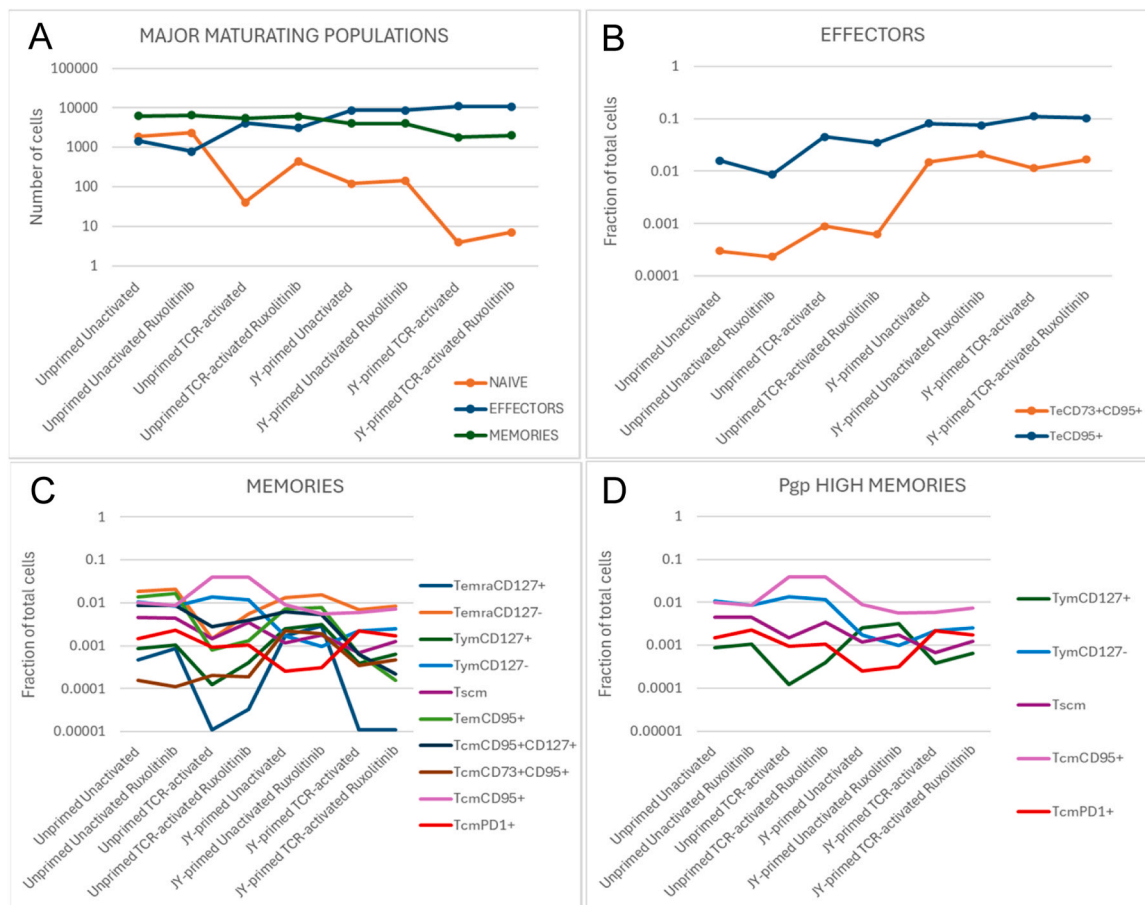 A
MAJOR MATURATING POPULATIONS
Number of cells
100000
10000
1000
100
10
1
Unprimed Unactivated
Unprimed Unactivated Ruxolitinib
Unprimed TCR-activated
Unprimed TCR-activated Ruxolitinib
JY-primed Unactivated
JY-primed Unactivated Ruxolitinib
JY-primed TCR-activated
JY-primed TCR-activated Ruxolitinib
NAIVE
EFFECTORS
MEMORIES
B
EFFECTORS
Fraction of total cells
1
0.1
0.01
0.001
0.0001
Unprimed Unactivated
Unprimed Unactivated Ruxolitinib
Unprimed TCR-activated
Unprimed TCR-activated Ruxolitinib
JY-primed Unactivated
JY-primed Unactivated Ruxolitinib
JY-primed TCR-activated
JY-primed TCR-activated Ruxolitinib
TeCD73+CD95+
TeCD95+
C
MEMORIES
Fraction of total cells
1
0.1
0.01
0.001
0.0001
0.00001
Unprimed Unactivated
Unprimed Unactivated Ruxolitinib
Unprimed TCR-activated
Unprimed TCR-activated Ruxolitinib
JY-primed Unactivated
JY-primed Unactivated Ruxolitinib
JY-primed TCR-activated
JY-primed TCR-activated Ruxolitinib
TemraCD127+
TemraCD127-
TymCD127+
TymCD127-
Tscm
TemCD95+
TcmCD95+CD127+
TcmCD73+CD95+
TcmCD95+
TcmPD1+
D
Pgp HIGH MEMORIES
Fraction of total cells
1
0.1
0.01
0.001
0.0001
0.00001
Unprimed Unactivated
Unprimed Unactivated Ruxolitinib
Unprimed TCR-activated
Unprimed TCR-activated Ruxolitinib
JY-primed Unactivated
JY-primed Unactivated Ruxolitinib
JY-primed TCR-activated
JY-primed TCR-activated Ruxolitinib
TymCD127+
TymCD127-
Tscm
TcmCD95+
TcmPD1+